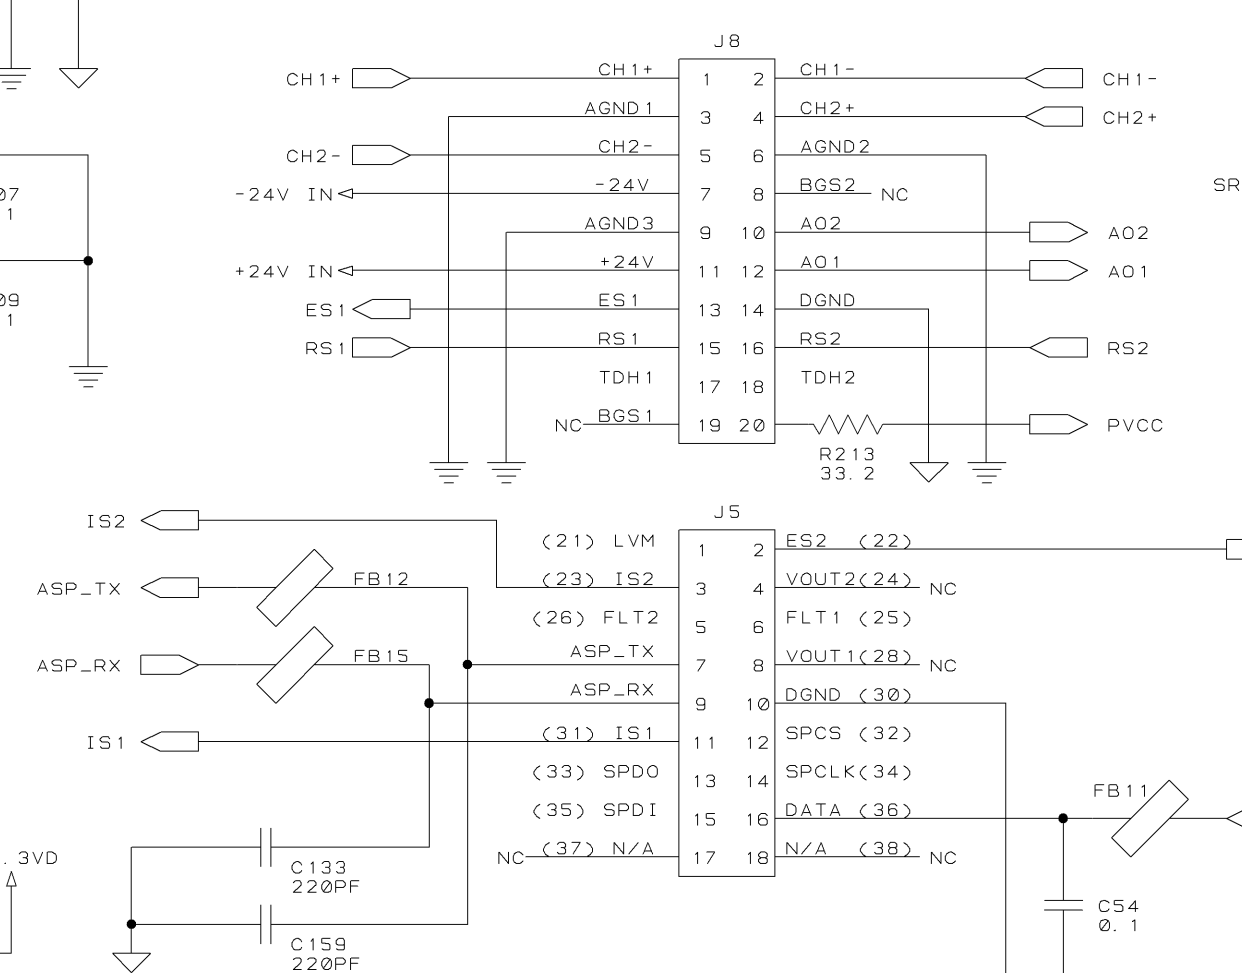 J8
CH1+ CH1+ 1 2 CH1- CH1-
AGND1 3 4 CH2+ CH2+
CH2- CH2- 5 6 AGND2
-24V IN -24V 7 8 BGS2 NC
07
1
SR
AGND3 9 10 AO2 AO2
+24V IN +24V 11 12 AO1 AO1
09
1
ES1 ES1 13 14 DGND
RS1 RS1 15 16 RS2 RS2
TDH1 17 18 TDH2
NC BGS1 19 20 PVCC
R213
33.2
J5
IS2
(21) LVM 1 2 ES2 (22)
ASP_TX FB12 (23) IS2 3 4 VOUT2(24) NC
(26) FLT2 5 6 FLT1 (25)
ASP_RX FB15 ASP_TX 7 8 VOUT1(28) NC
ASP_RX 9 10 DGND (30)
IS1 (31) IS1 11 12 SPCS (32)
(33) SPDO 13 14 SPCLK(34)
(35) SPDI 15 16 DATA (36) FB11
NC (37) N/A 17 18 N/A (38) NC
.3VD
C133
220PF
C54
0.1
C159
220PF